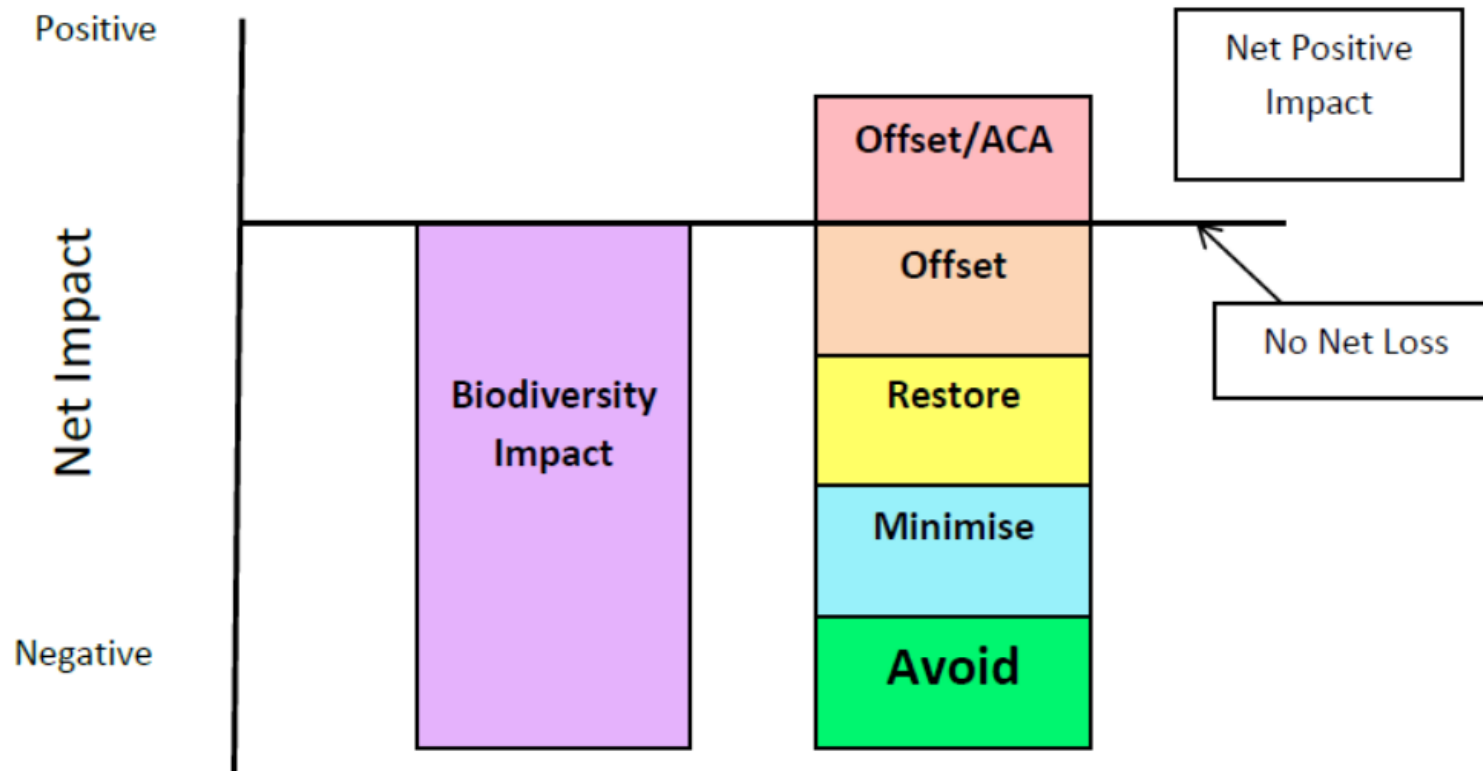 Positive
Net Positive
Impact
Offset/ACA
Net Impact
Offset
No Net Loss
Biodiversity
Impact
Restore
Minimise
Negative
Avoid